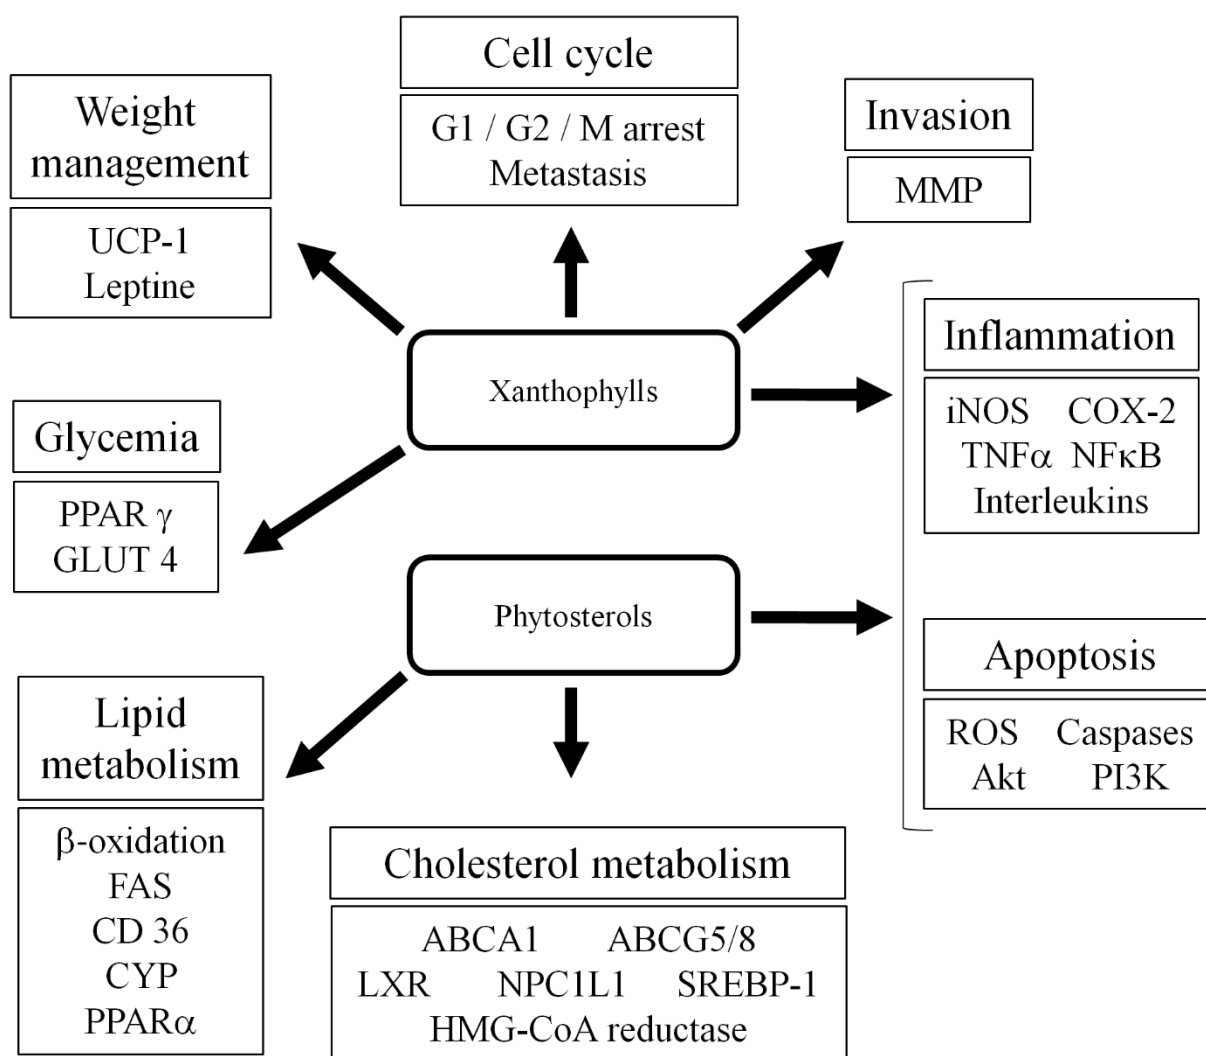 Cell cycle
G1 / G2 / M arrest
Metastasis
Weight
management
UCP-1
Leptine
Invasion
MMP
Xanthophylls
Inflammation
iNOS COX-2
TNFα NFκB
Interleukins
Glycemia
PPAR γ
GLUT 4
Phytosterols
Apoptosis
ROS Caspases
Akt PI3K
Lipid
metabolism
β-oxidation
FAS
CD 36
CYP
PPARα
Cholesterol metabolism
ABCA1 ABCG5/8
LXR NPC1L1 SREBP-1
HMG-CoA reductase